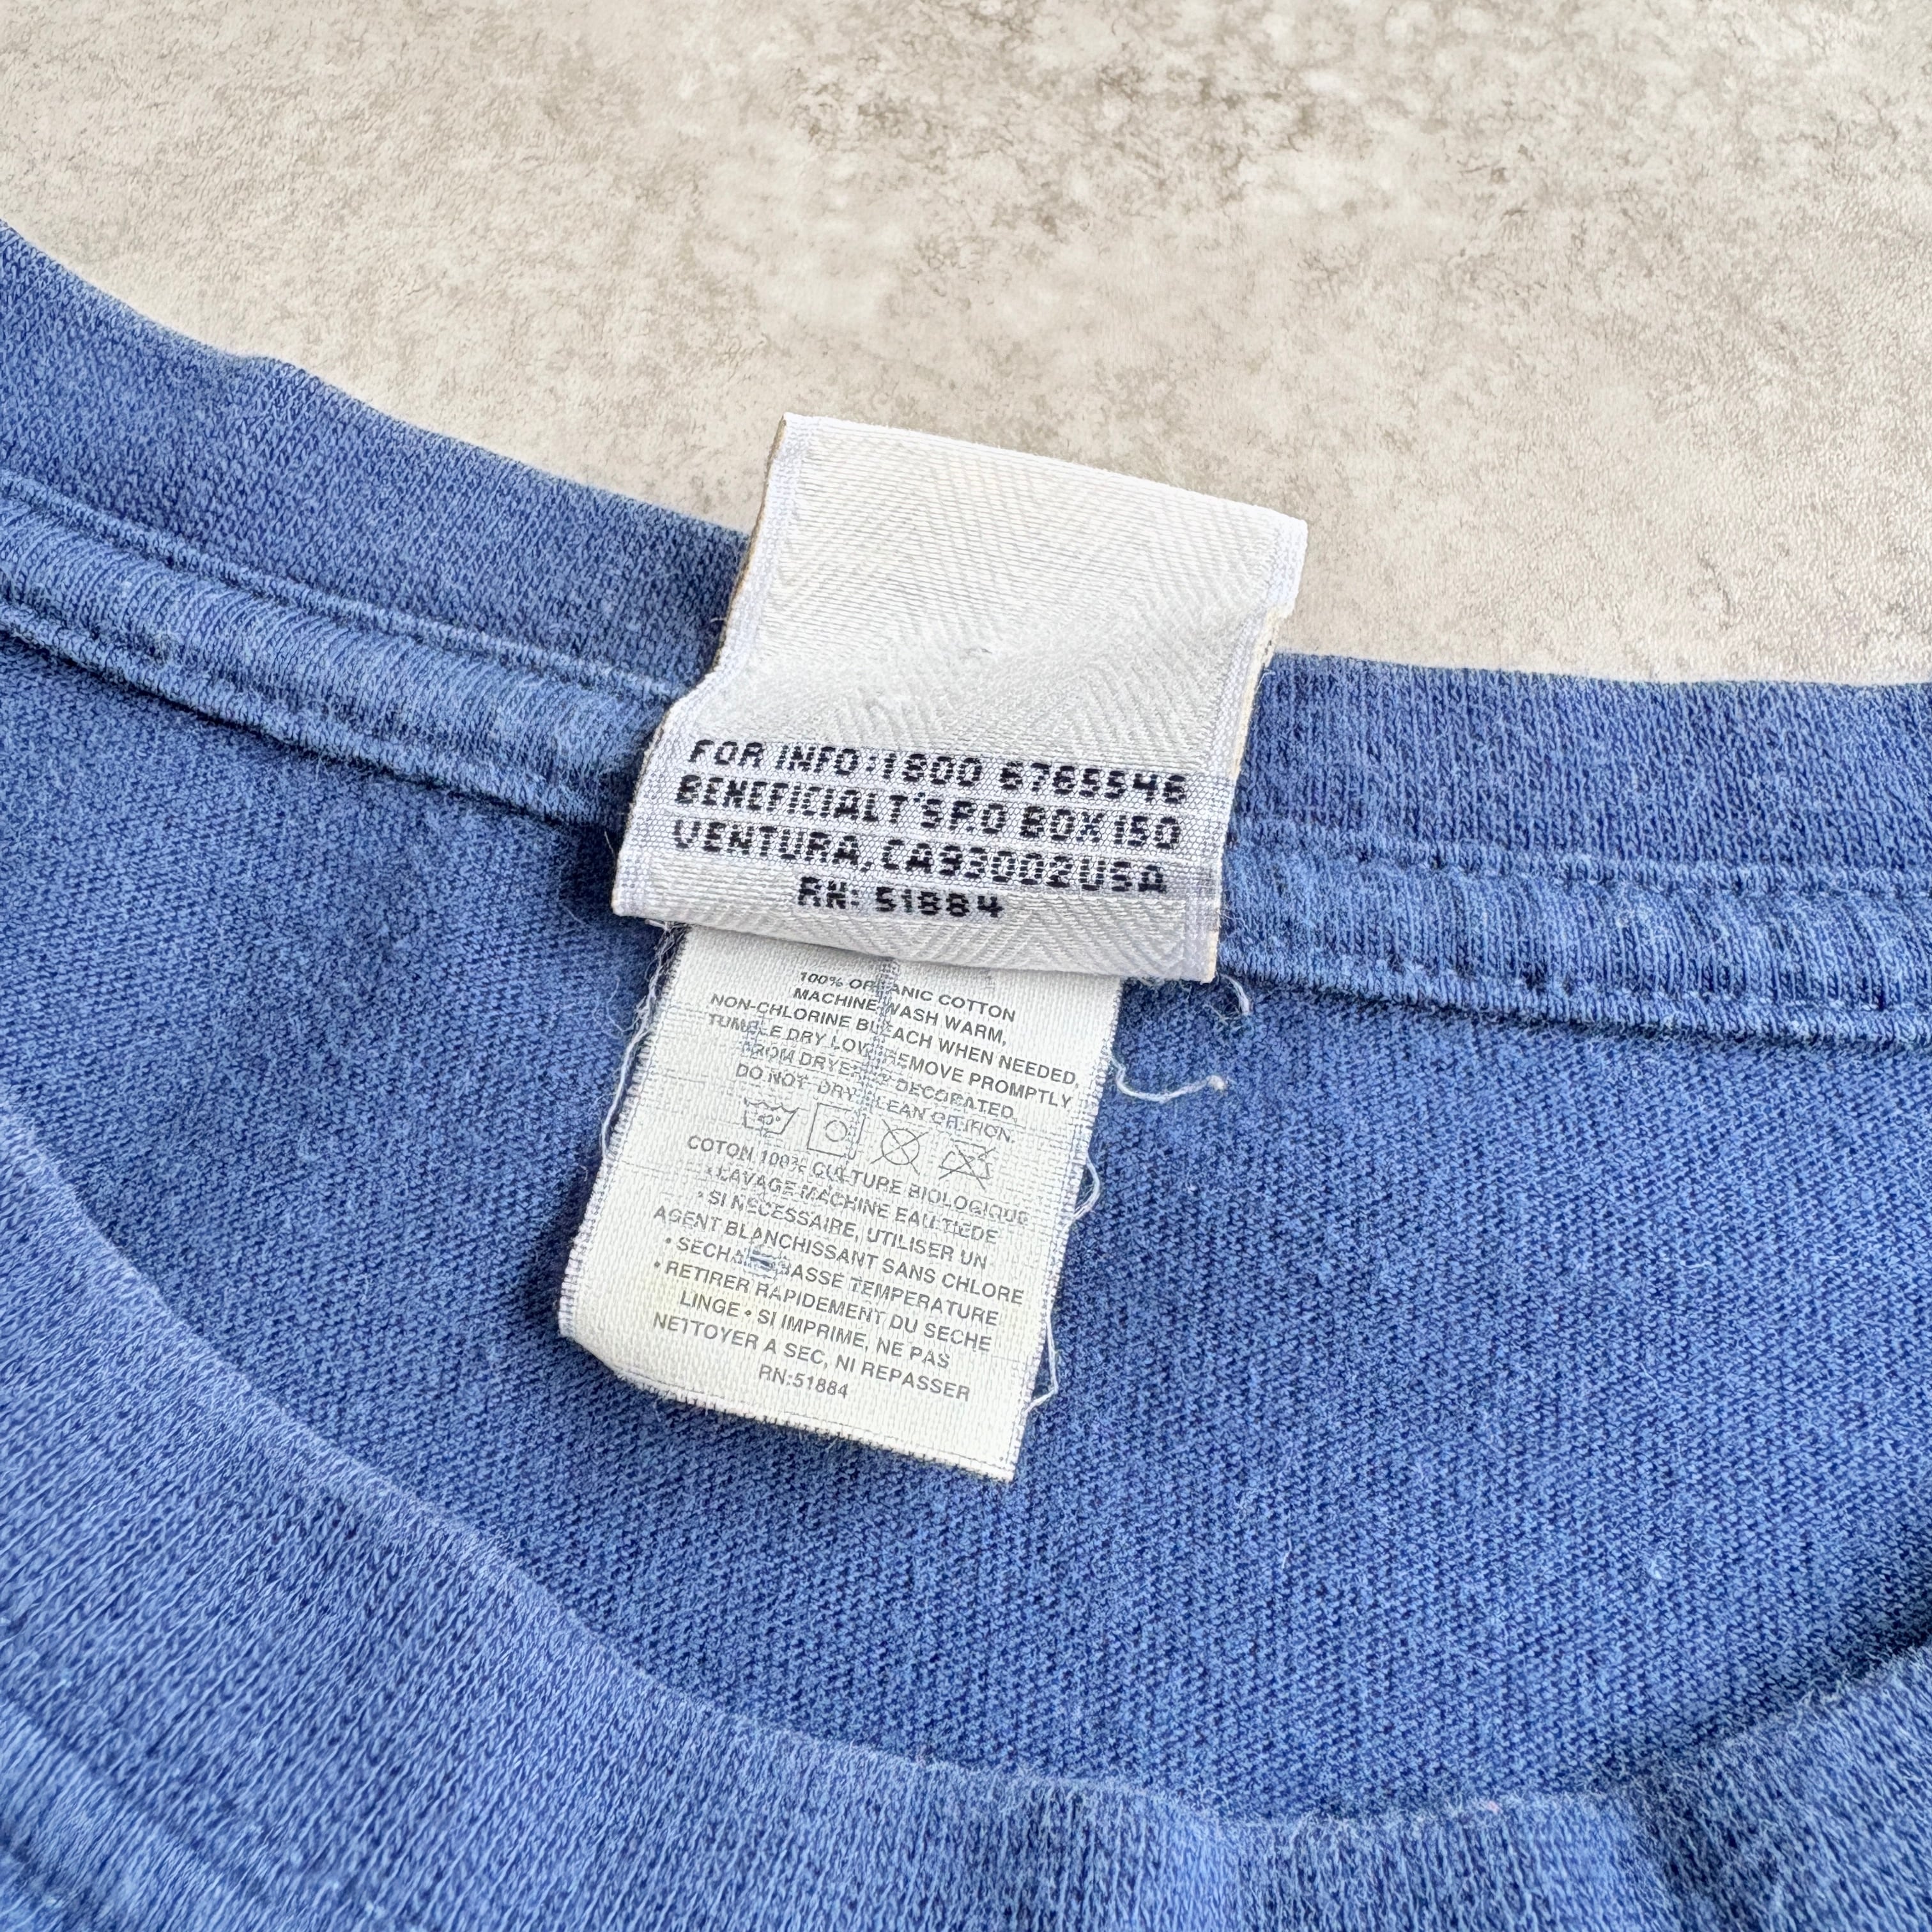 FOR INFO:1800 6765546
BENEFICIALT'S P.O BOX 150
VENTURA,CA93002USA
RN: 51884
100% ORGANIC COTTON
MACHINE WASH WARM,
NON-CHLORINE BLEACH WHEN NEEDED,
TUMBLE DRY LOW, REMOVE PROMPTLY
FROM DRYER. IF DECORATED,
DO NOT DRY CLEAN OR IRON.
COTON 100% CULTURE BIOLOGIQUE
• LAVAGE MACHINE EAU TIEDE
• SI NECESSAIRE, UTILISER UN
AGENT BLANCHISSANT SANS CHLORE
• SECHAGE BASSE TEMPERATURE
• RETIRER RAPIDEMENT DU SECHE
LINGE • SI IMPRIME, NE PAS
NETTOYER A SEC, NI REPASSER
RN:51884